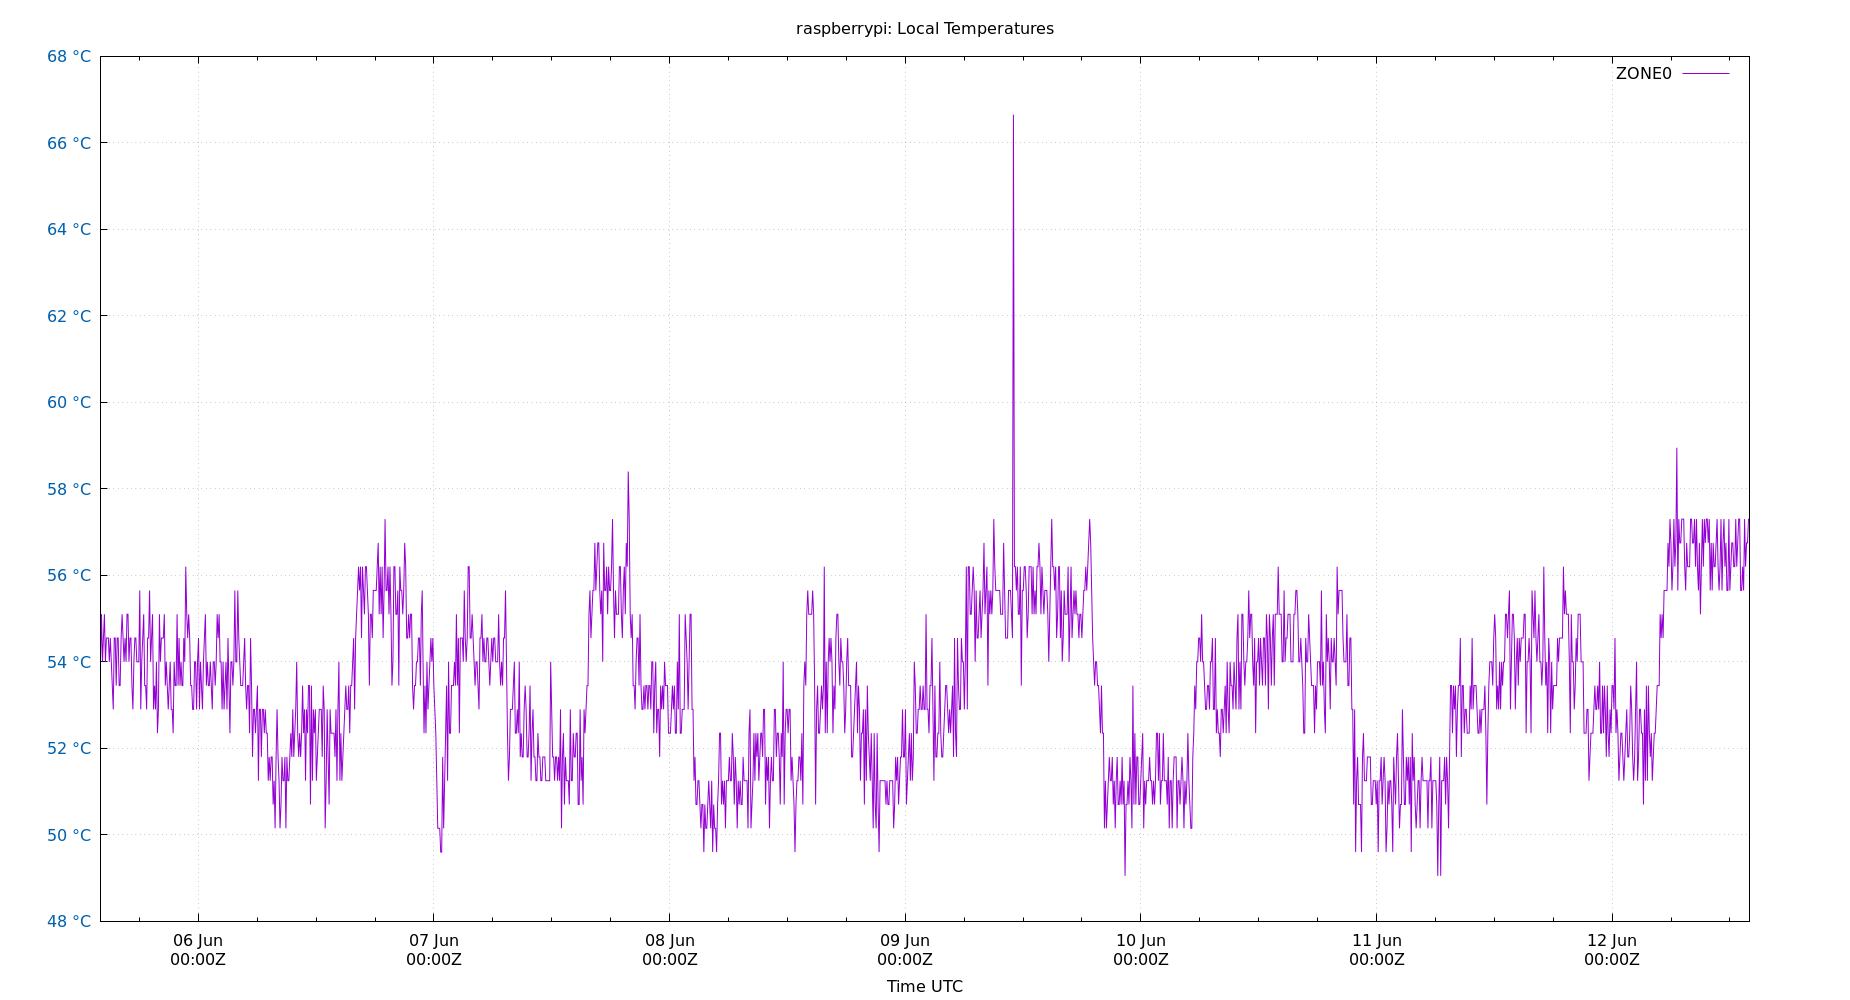 raspberrypi: Local Temperatures
68 °C
ZONE0
66 °C
64 °C
62 °C
60 °C
58 °C
56 °C
54 °C
52 °C
50 °C
48 °C
06 Jun 07 Jun 08 Jun 09 Jun 10 Jun 11 Jun 12 Jun
00:00Z 00:00Z 00:00Z 00:00Z 00:00Z 00:00Z 00:00Z
Time UTC